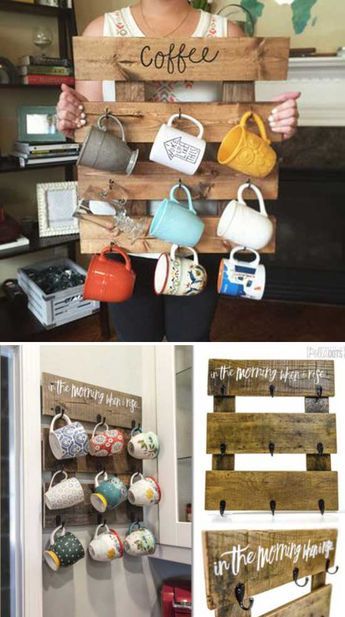 Coffee
in the morning when i rise
in the morning when i rise
in the morning when i rise